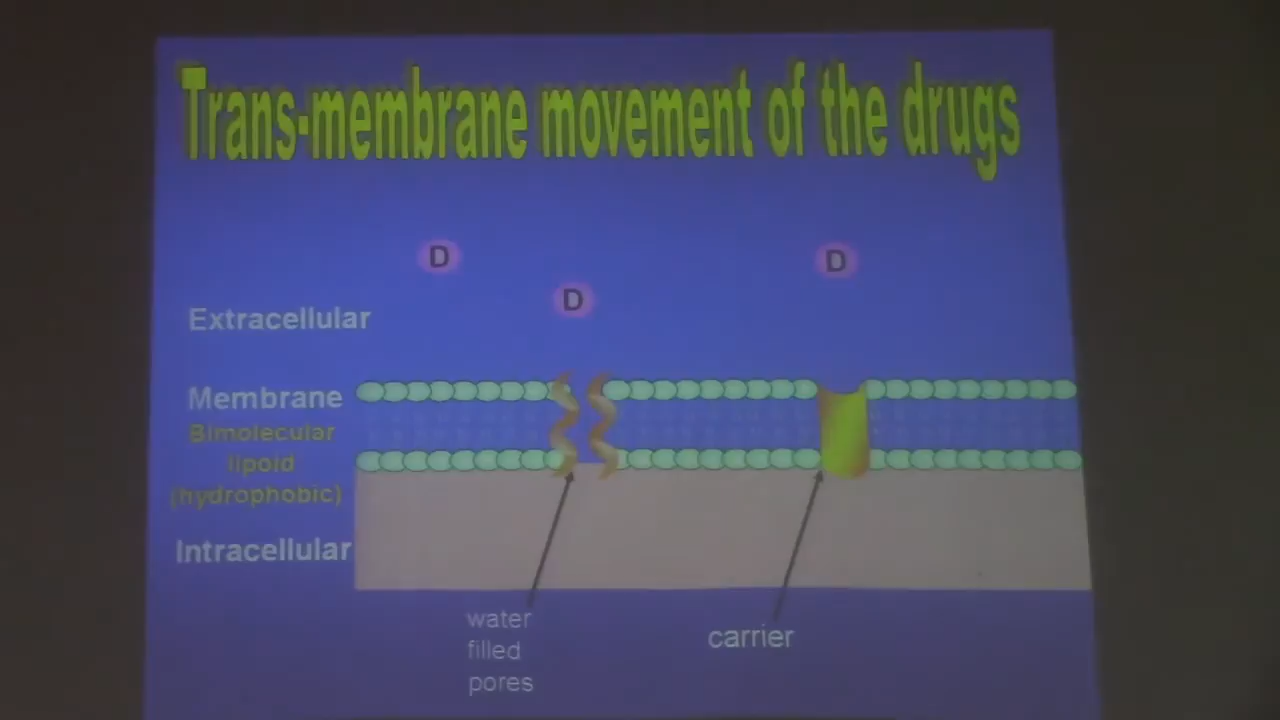 Trans-membrane movement of the drugs
D
D
D
Extracellular
Membrane
Bimolecular
lipoid
(hydrophobic)
Intracellular
water
filled
pores
carrier